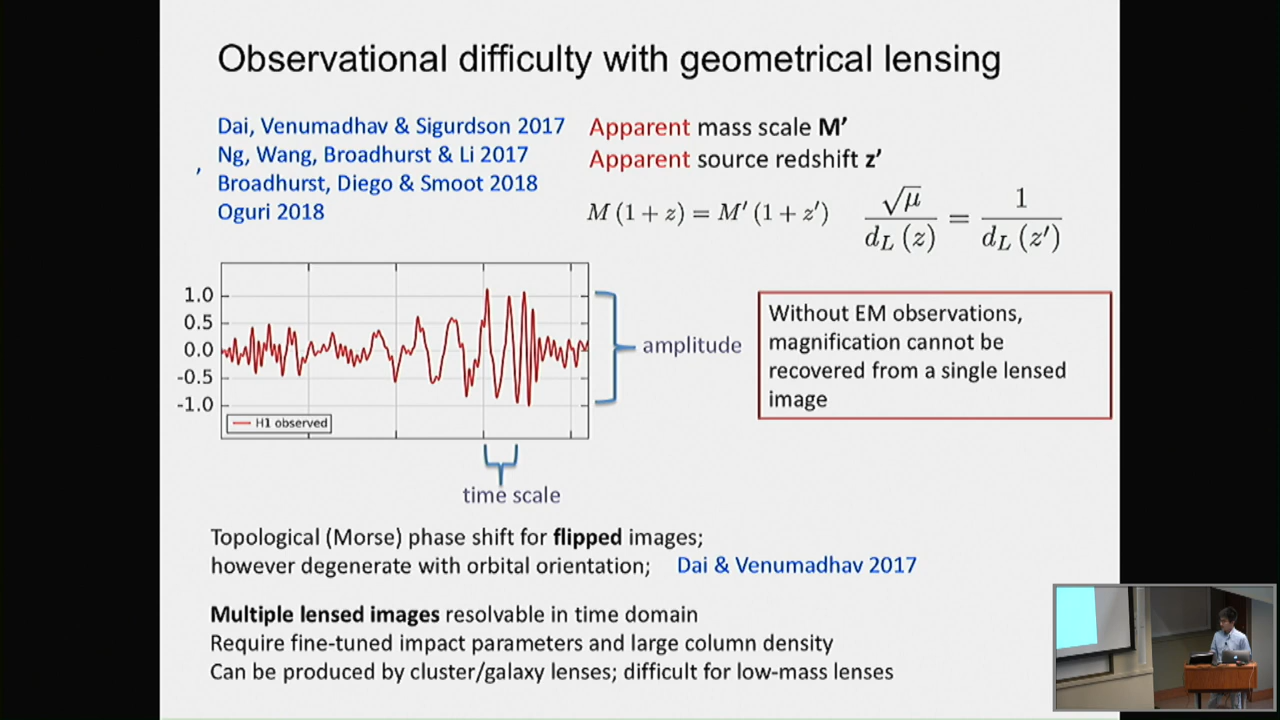 Observational difficulty with geometrical lensing
Dai, Venumadhav & Sigurdson 2017
Ng, Wang, Broadhurst & Li 2017
,
Broadhurst, Diego & Smoot 2018
Oguri 2018
Apparent mass scale M’
Apparent source redshift z’
M (1 + z) = M′ (1 + z′)
√μ / d_L (z) = 1 / d_L (z′)
1.0
0.5
0.0
-0.5
-1.0
H1 observed
amplitude
time scale
Without EM observations,
magnification cannot be
recovered from a single lensed
image
Topological (Morse) phase shift for flipped images;
however degenerate with orbital orientation; Dai & Venumadhav 2017
Multiple lensed images resolvable in time domain
Require fine-tuned impact parameters and large column density
Can be produced by cluster/galaxy lenses; difficult for low-mass lenses